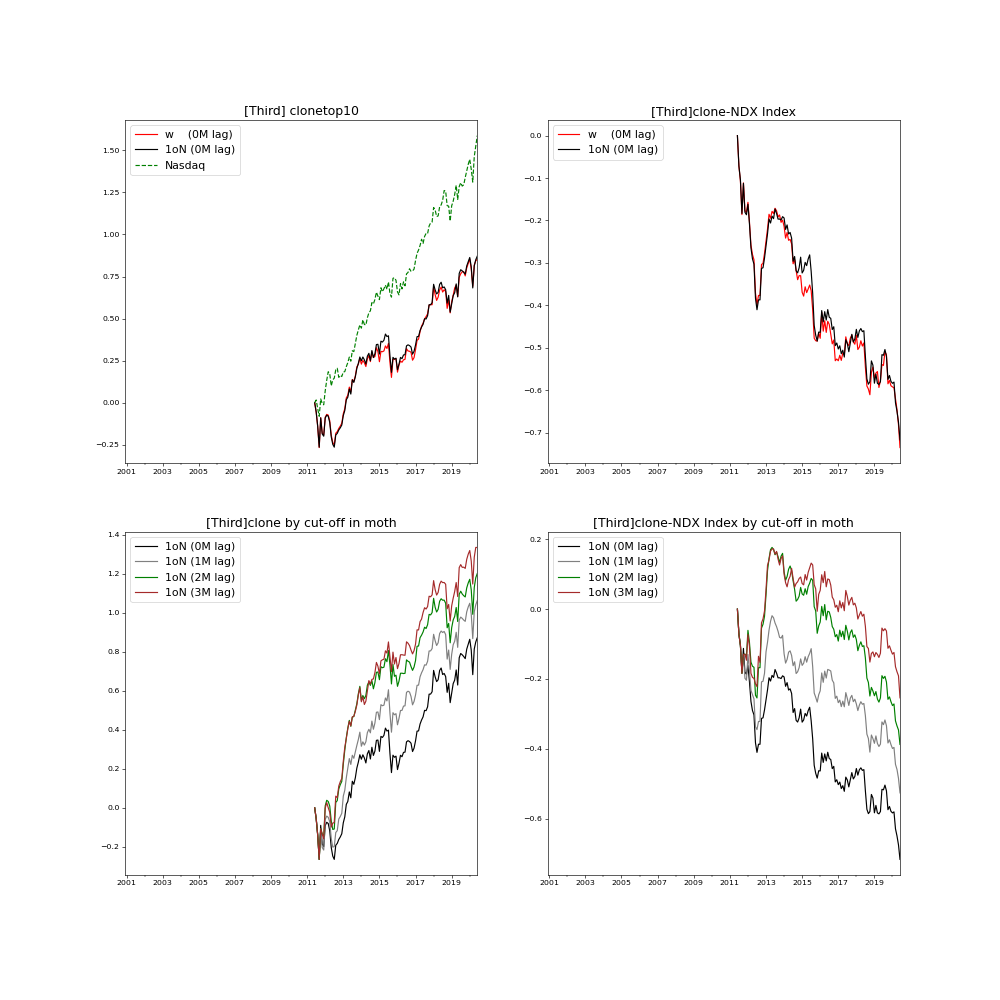 [Third] clonetop10
w    (0M lag)
1oN (0M lag)
Nasdaq
1.50
1.25
1.00
0.75
0.50
0.25
0.00
−0.25
2001 2003 2005 2007 2009 2011 2013 2015 2017 2019
[Third]clone-NDX Index
w    (0M lag)
1oN (0M lag)
0.0
−0.1
−0.2
−0.3
−0.4
−0.5
−0.6
−0.7
2001 2003 2005 2007 2009 2011 2013 2015 2017 2019
[Third]clone by cut-off in moth
1oN (0M lag)
1oN (1M lag)
1oN (2M lag)
1oN (3M lag)
1.4
1.2
1.0
0.8
0.6
0.4
0.2
0.0
−0.2
2001 2003 2005 2007 2009 2011 2013 2015 2017 2019
[Third]clone-NDX Index by cut-off in moth
1oN (0M lag)
1oN (1M lag)
1oN (2M lag)
1oN (3M lag)
0.2
0.0
−0.2
−0.4
−0.6
2001 2003 2005 2007 2009 2011 2013 2015 2017 2019